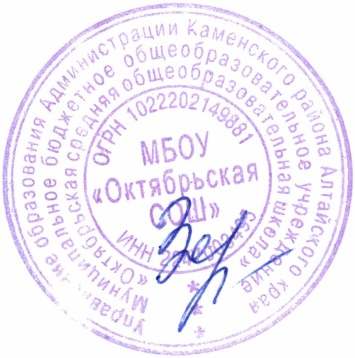 Управление образования Администрации Каменского района Алтайского края
Муниципальное бюджетное общеобразовательное учреждение
«Октябрьская средняя общеобразовательная школа»
ОГРН 1022202149881
ИНН
МБОУ
«Октябрьская
СОШ»